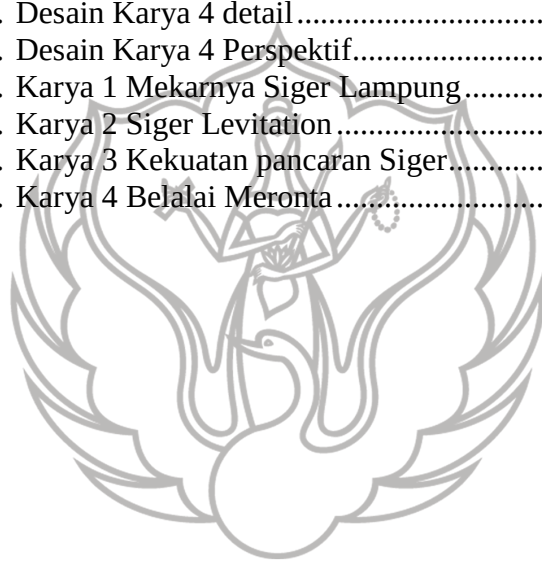 . Desain Karya 4 detail..............................
. Desain Karya 4 Perspektif........................
. Karya 1 Mekarnya Siger Lampung..........
. Karya 2 Siger Levitation..........................
. Karya 3 Kekuatan pancaran Siger............
. Karya 4 Belalai Meronta..........................